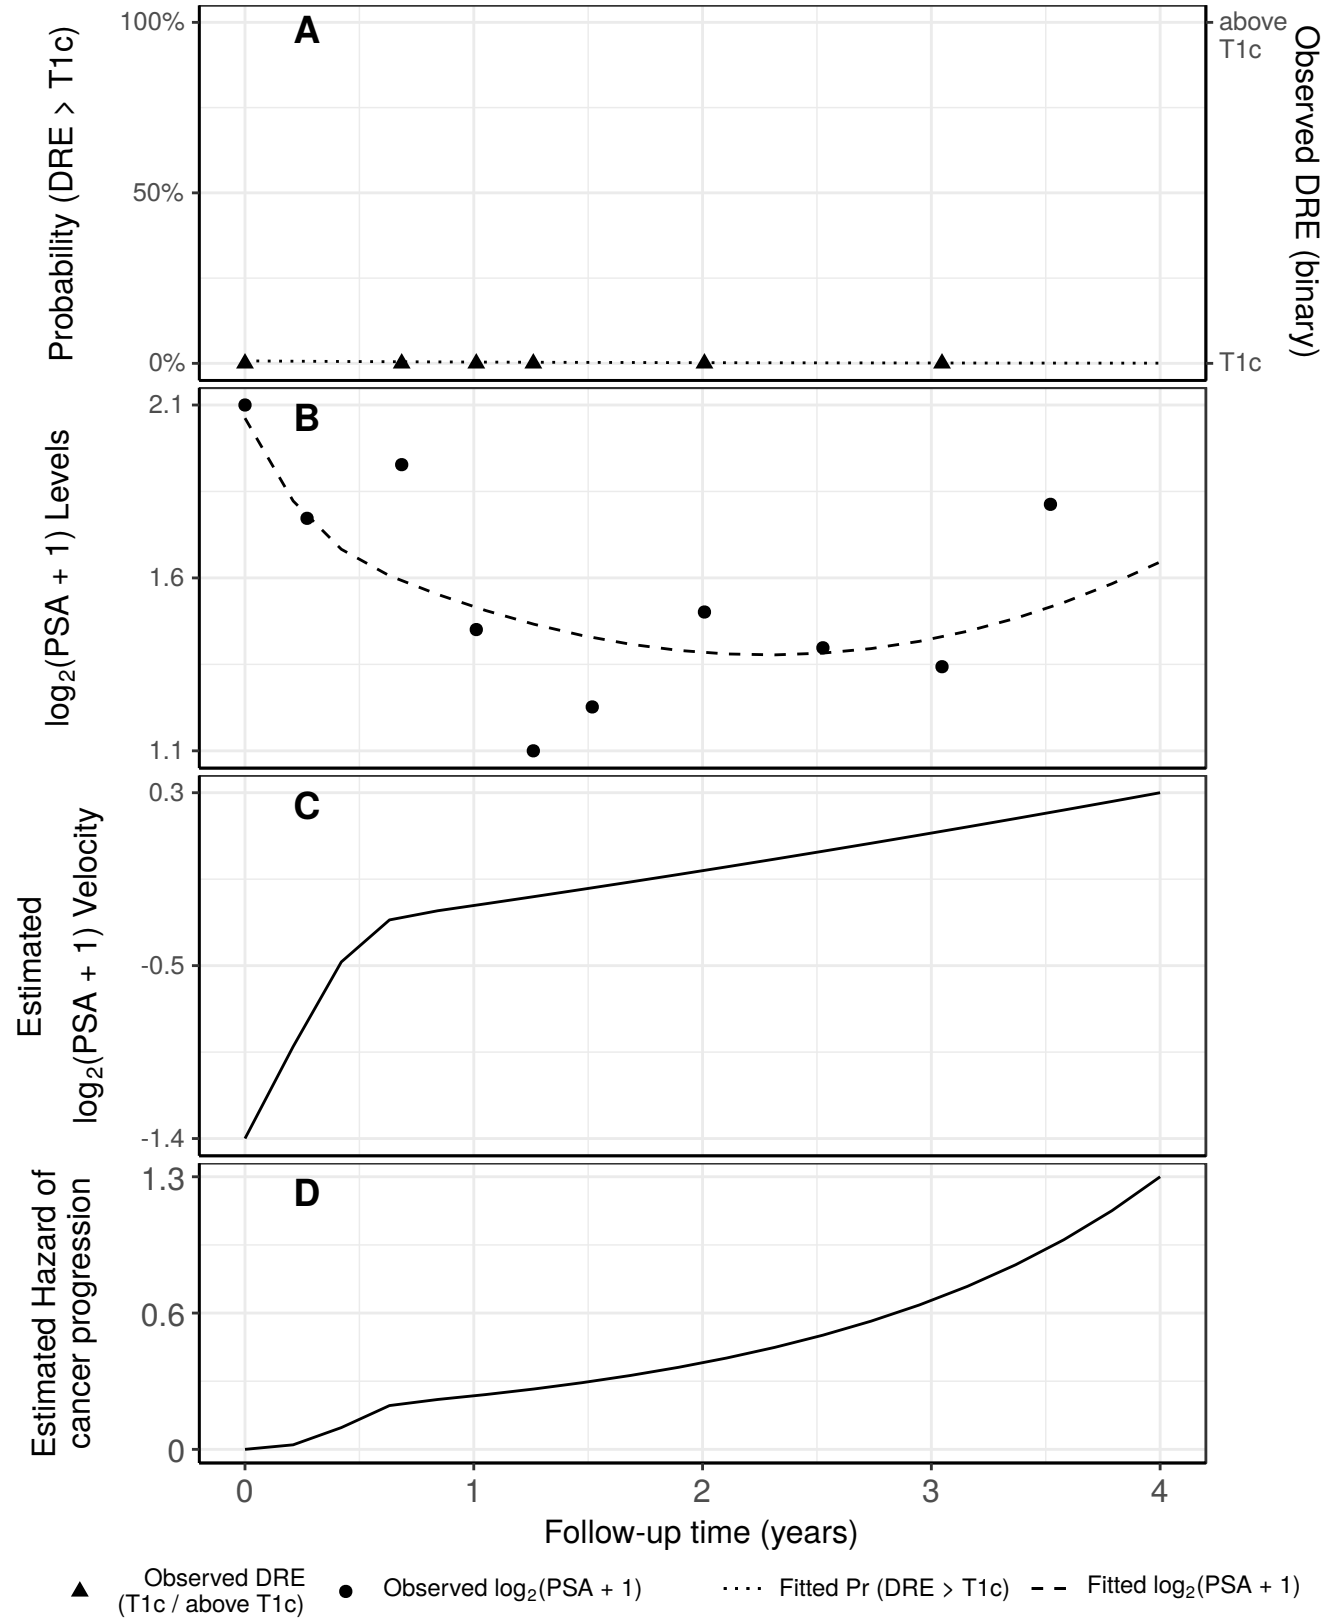 A
100%
50%
0%
Probability (DRE > T1c)
above
T1c
T1c
Observed DRE (binary)
B
2.1
1.6
1.1
log₂(PSA + 1) Levels
C
0.3
-0.5
-1.4
Estimated
log₂(PSA + 1) Velocity
D
1.3
0.6
0
Estimated Hazard of
cancer progression
0 1 2 3 4
Follow-up time (years)
Observed DRE
(T1c / above T1c)
Observed log₂(PSA + 1)
Fitted Pr (DRE > T1c)
Fitted log₂(PSA + 1)